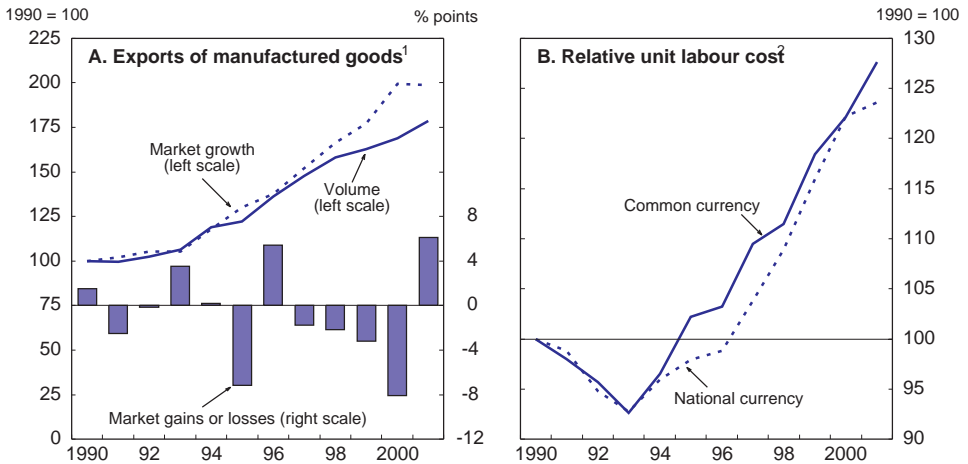 1990 = 100
% points
1990 = 100
A. Exports of manufactured goods¹
B. Relative unit labour cost²
225
200
175
150
125
100
75
50
25
0
8
4
0
-4
-8
-12
130
125
120
115
110
105
100
95
90
Market growth
(left scale)
Volume
(left scale)
Market gains or losses (right scale)
Common currency
National currency
1990 92 94 96 98 2000
1990 92 94 96 98 2000